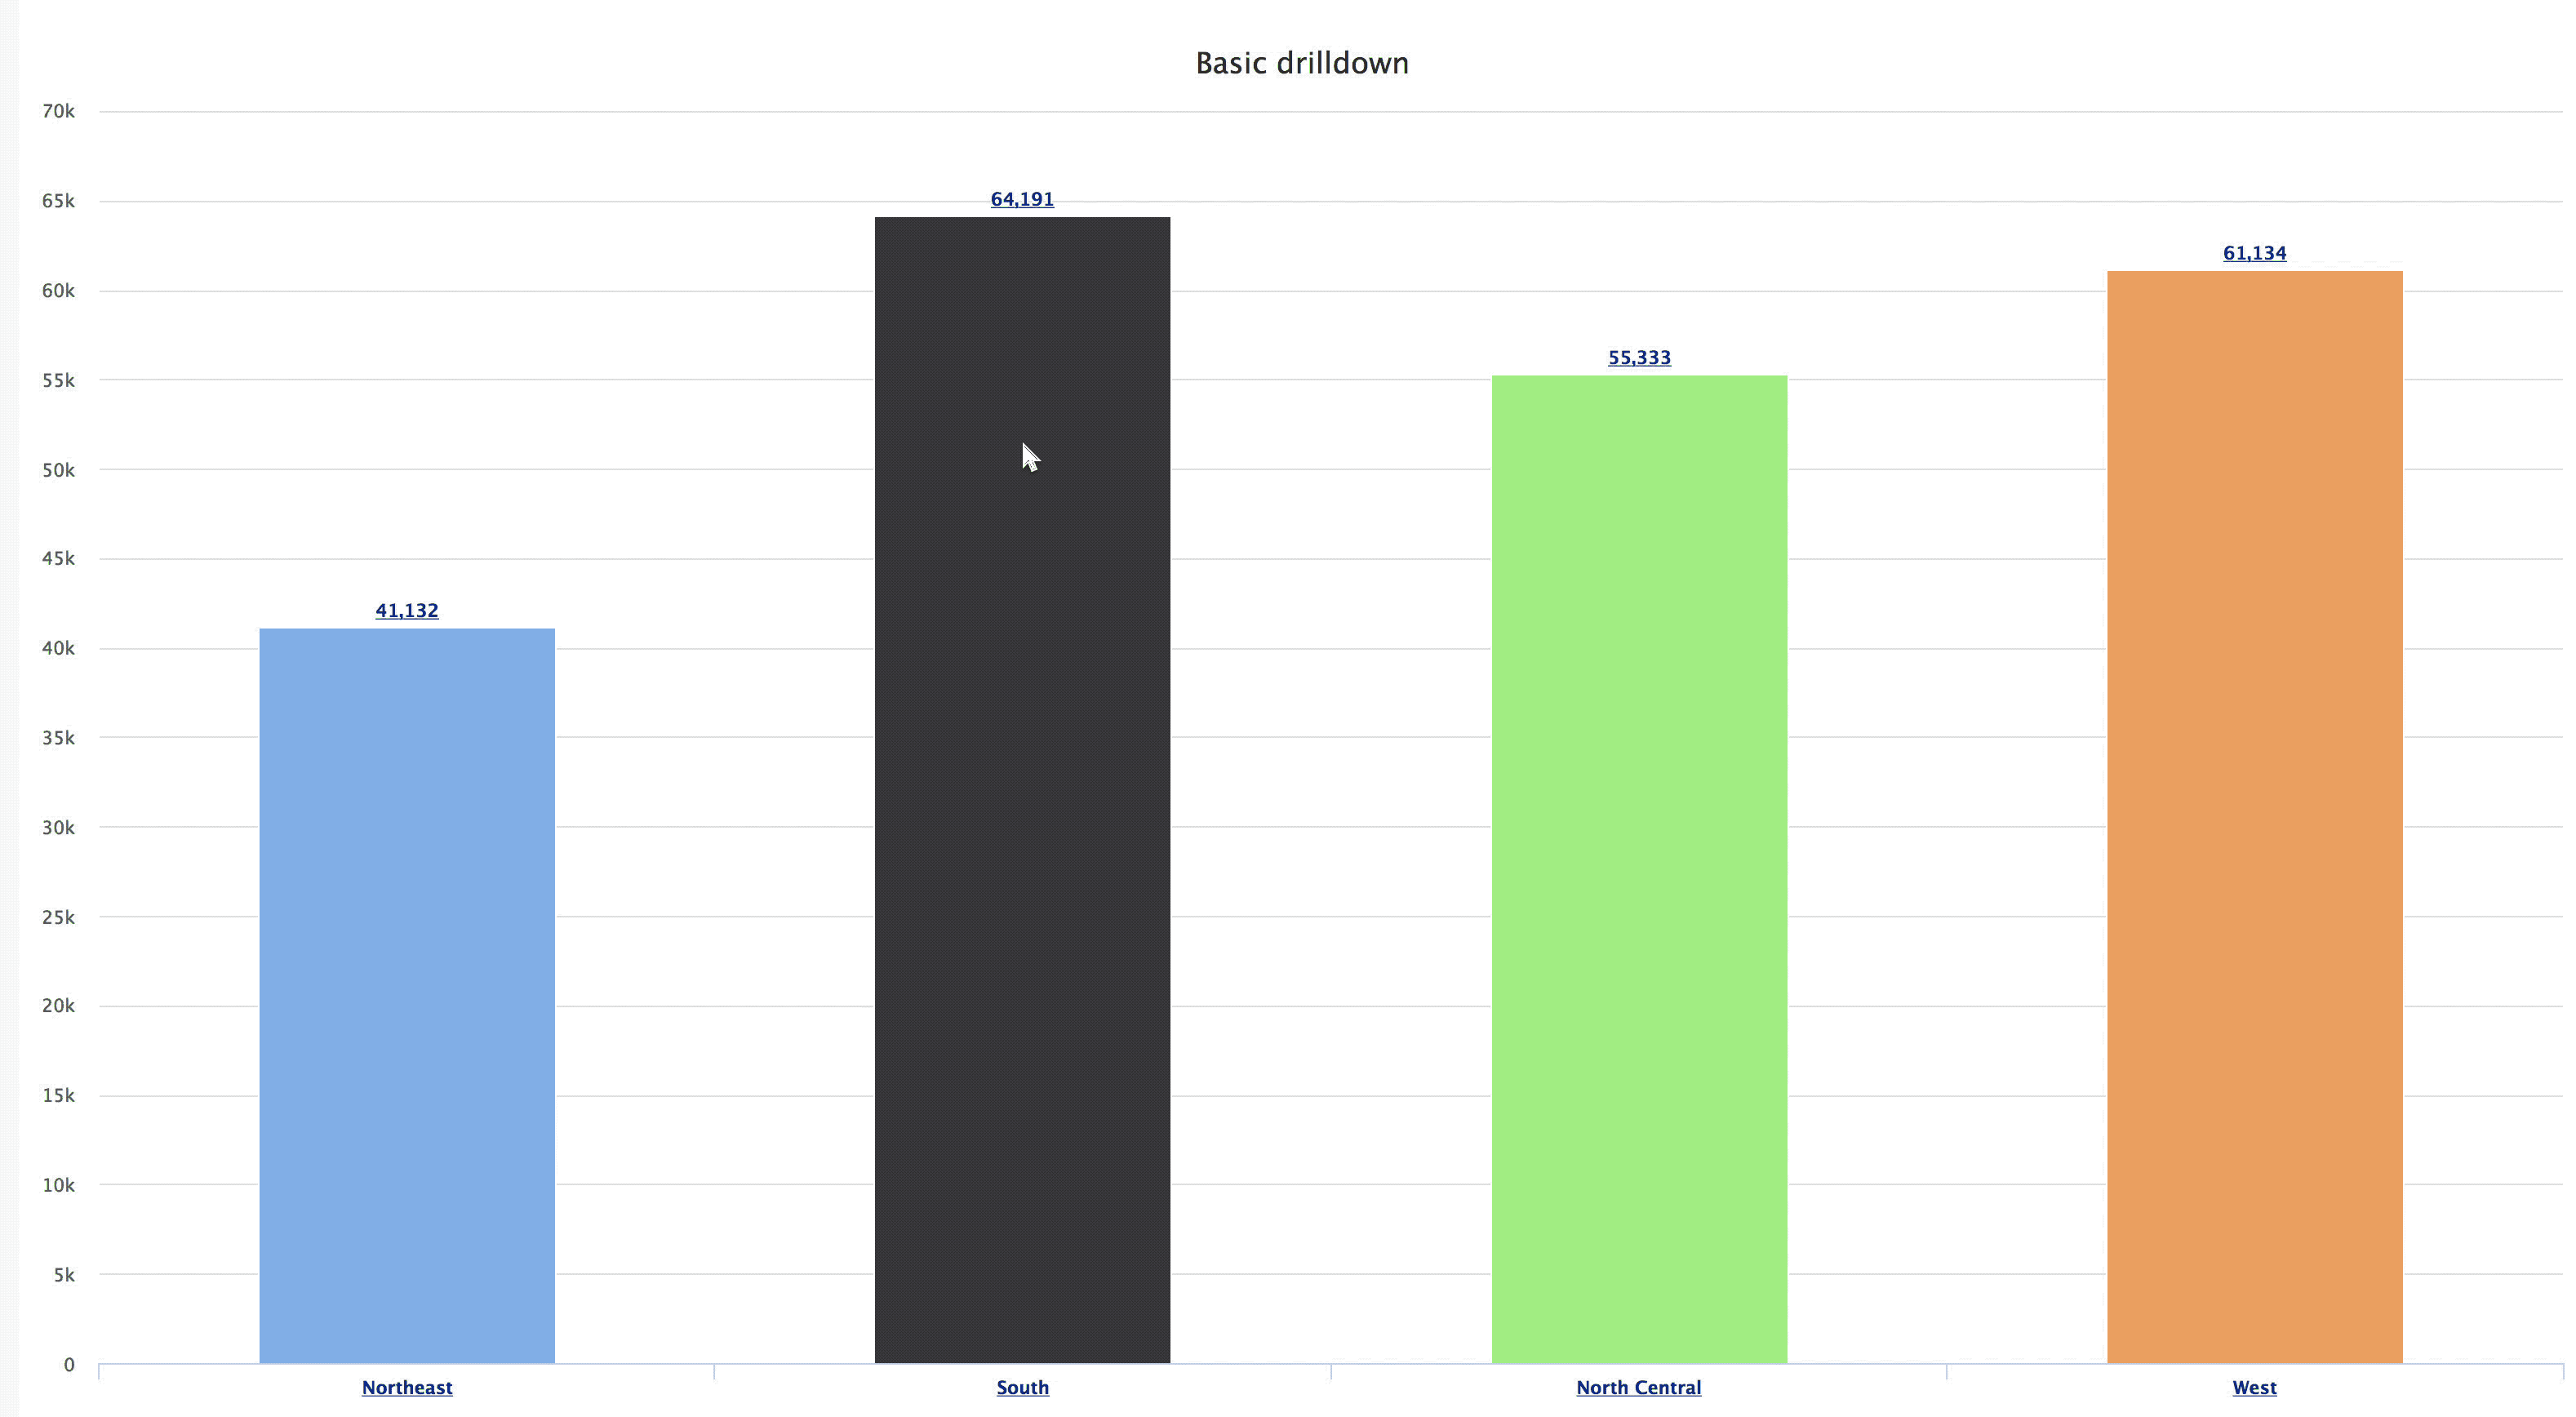 Basic drilldown
70k
65k
60k
55k
50k
45k
40k
35k
30k
25k
20k
15k
10k
5k
0
41,132
64,191
55,333
61,134
Northeast
South
North Central
West